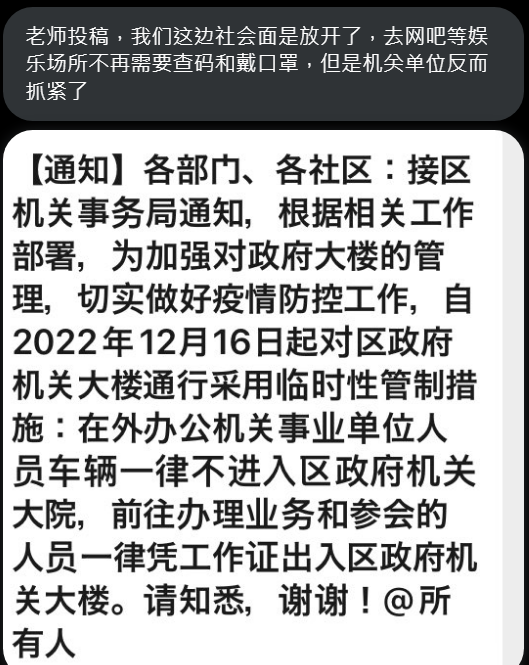 老师投稿，我们这边社会面是放开了，去网吧等娱
乐场所不再需要查码和戴口罩，但是机关单位反而
抓紧了
【通知】各部门、各社区：接区
机关事务局通知，根据相关工作
部署，为加强对政府大楼的管
理，切实做好疫情防控工作，自
2022年12月16日起对区政府
机关大楼通行采用临时性管制措
施：在外办公机关事业单位人
员车辆一律不进入区政府机关
大院，前往办理业务和参会的
人员一律凭工作证出入区政府机
关大楼。请知悉，谢谢！@所
有人